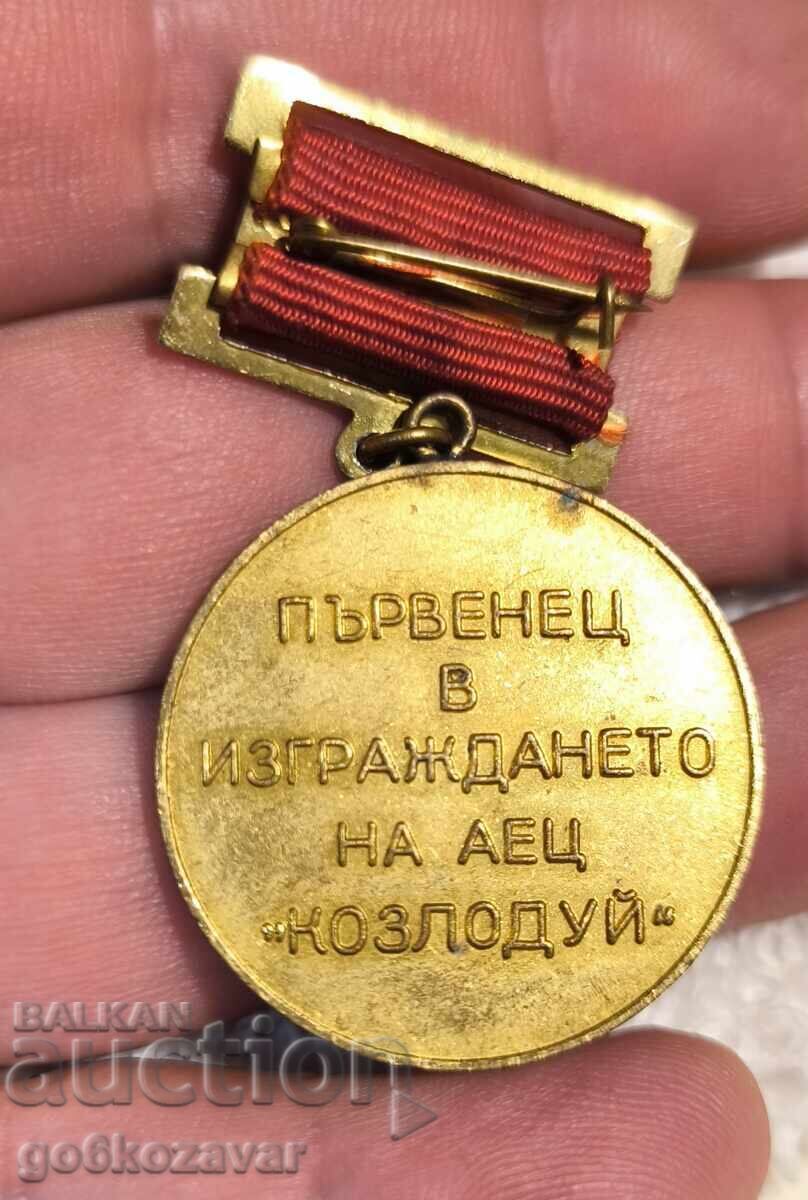 ПЪРВЕНЕЦ
В
ИЗГРАЖДАНЕТО
НА АЕЦ
„КОЗЛОДУЙ“
BALKAN
auction
go6kozavar